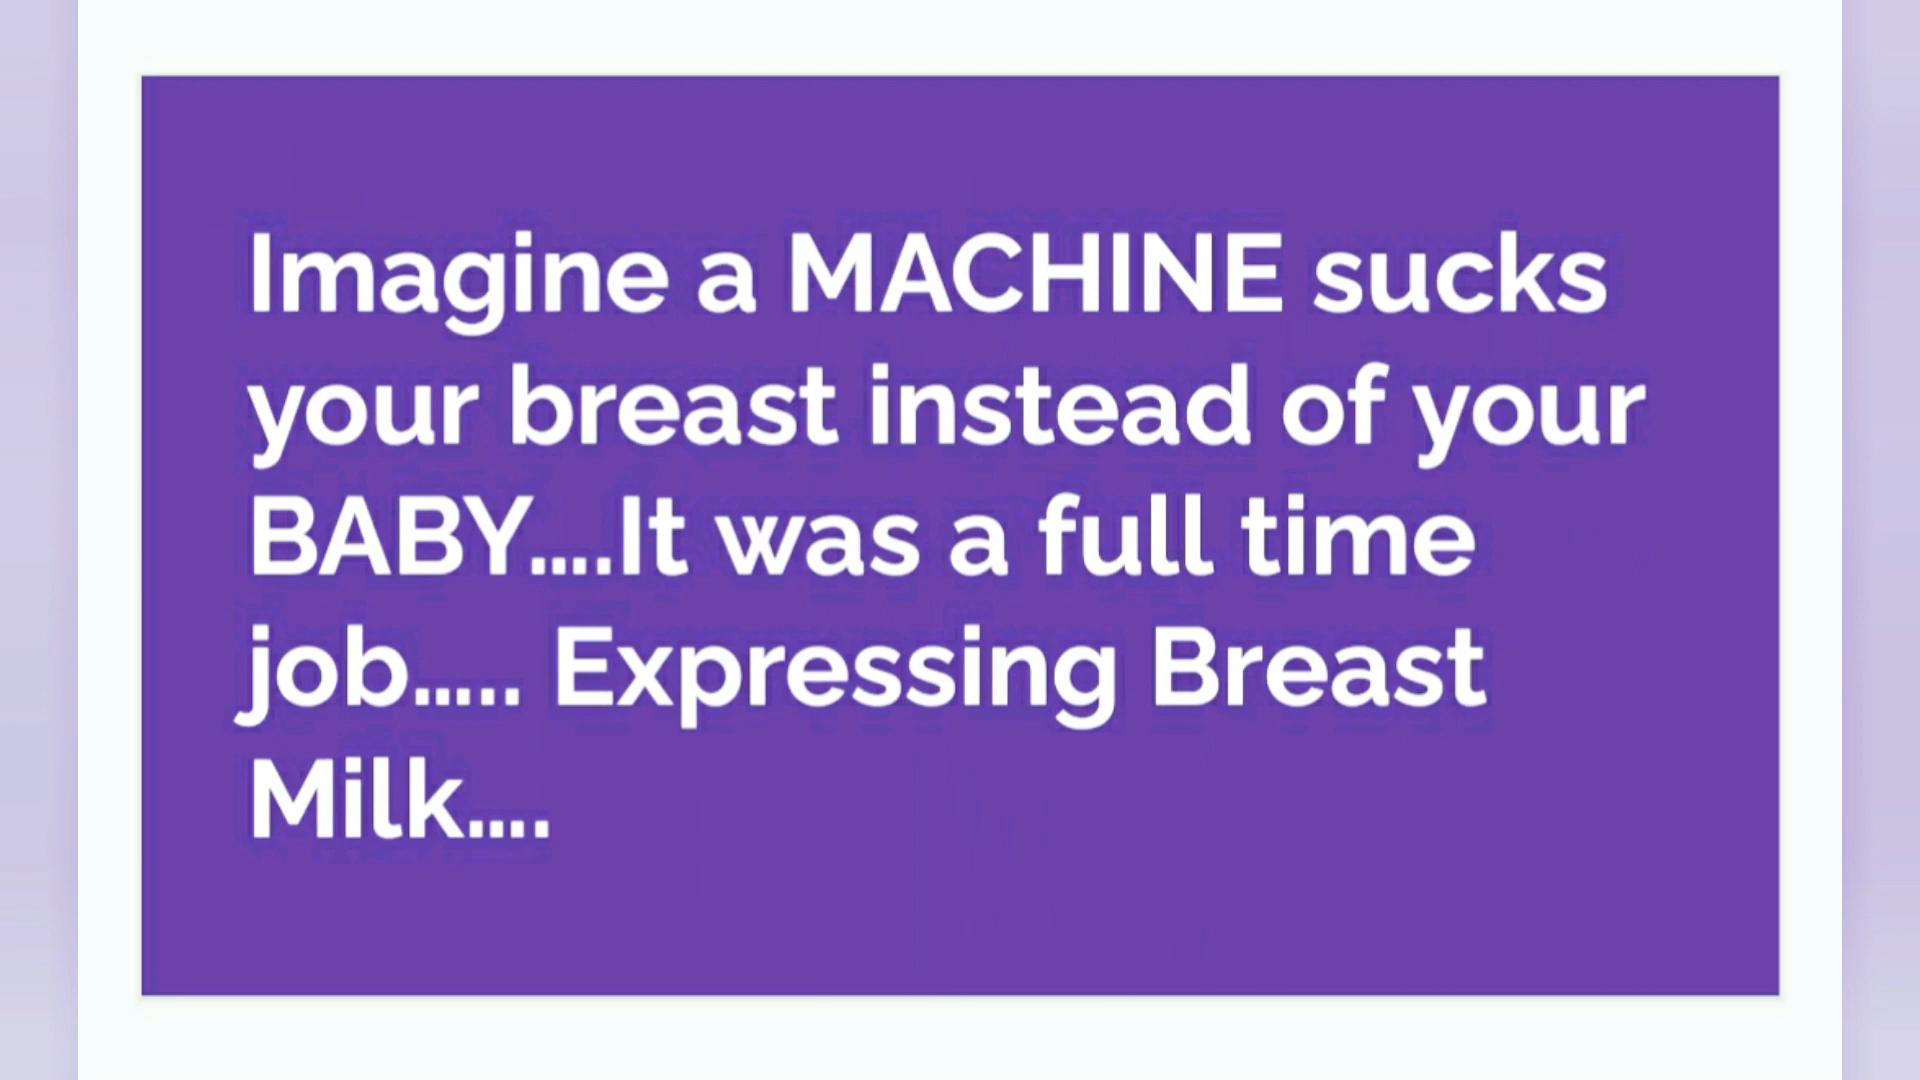 Imagine a MACHINE sucks
your breast instead of your
BABY....It was a full time
job..... Expressing Breast
Milk....